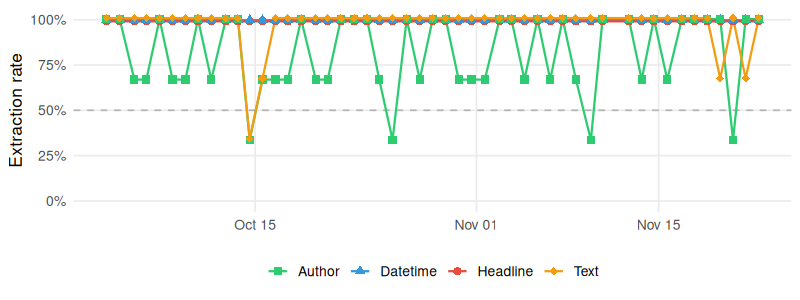 Extraction rate
100%
75%
50%
25%
0%
Oct 15 Nov 01 Nov 15
Author Datetime Headline Text